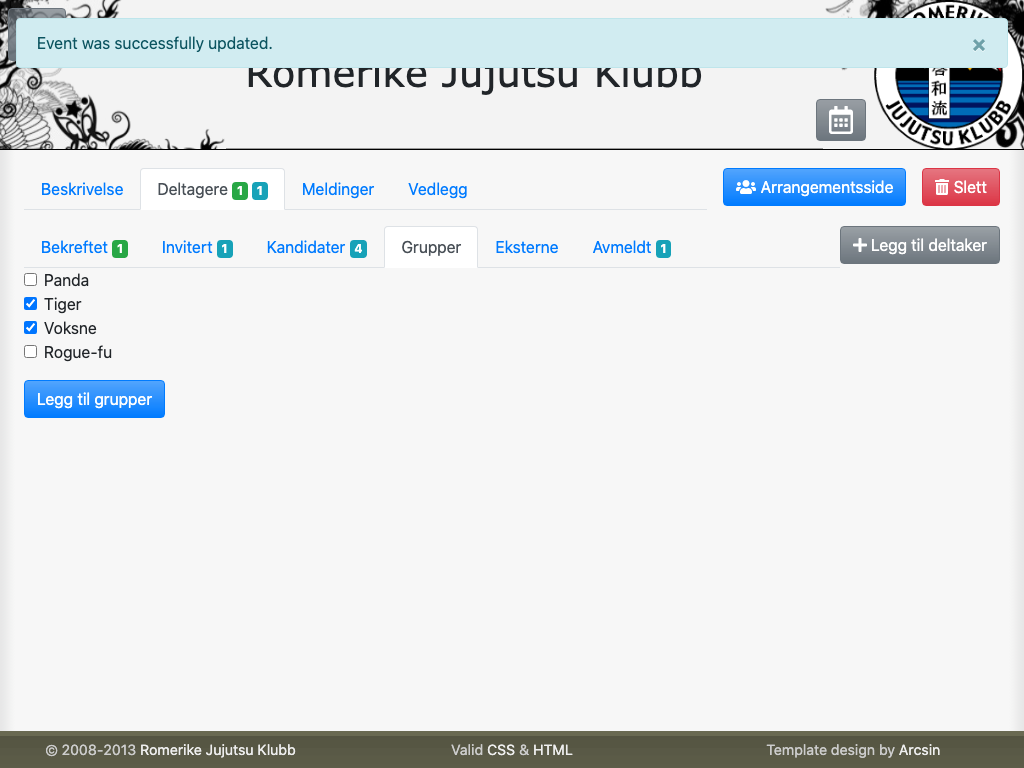 Event was successfully updated.
×
Romerike Jujutsu Klubb
ROMERIKE
和
流
JUJUTSU KLUBB
Beskrivelse
Deltagere 1 1
Meldinger
Vedlegg
Arrangementsside
Slett
Bekreftet 1
Invitert 1
Kandidater 4
Grupper
Eksterne
Avmeldt 1
Legg til deltaker
Panda
Tiger
Voksne
Rogue-fu
Legg til grupper
© 2008-2013 Romerike Jujutsu Klubb
Valid CSS & HTML
Template design by Arcsin